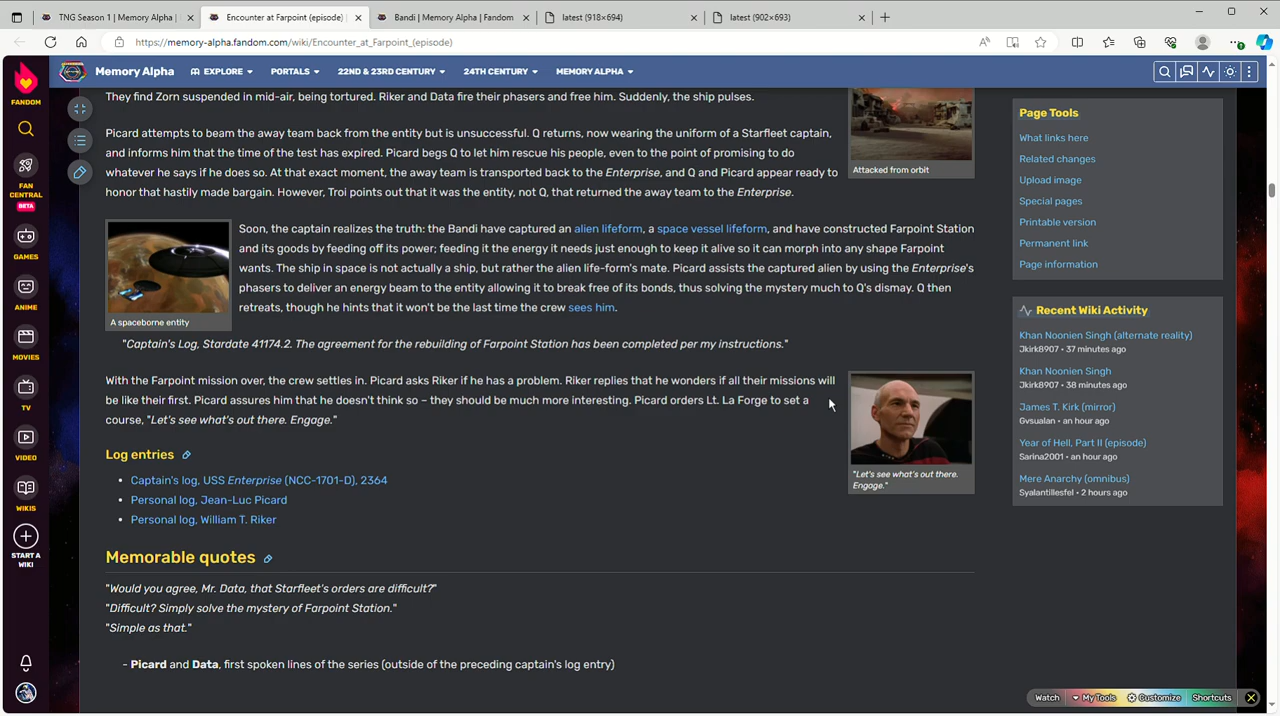 TNG Season 1 | Memory Alpha
Encounter at Farpoint (episode)
Bandi | Memory Alpha | Fandom
latest (918×694)
latest (902×693)
https://memory-alpha.fandom.com/wiki/Encounter_at_Farpoint_(episode)
FANDOM
Memory Alpha
EXPLORE
PORTALS
22ND & 23RD CENTURY
24TH CENTURY
MEMORY ALPHA
FAN
CENTRAL
BETA
GAMES
ANIME
MOVIES
TV
VIDEO
WIKIS
START A
WIKI
They find Zorn suspended in mid-air, being tortured. Riker and Data fire their phasers and free him. Suddenly, the ship pulses.
Picard attempts to beam the away team back from the entity but is unsuccessful. Q returns, now wearing the uniform of a Starfleet captain,
and informs him that the time of the test has expired. Picard begs Q to let him rescue his people, even to the point of promising to do
whatever he says if he does so. At that exact moment, the away team is transported back to the Enterprise, and Q and Picard appear ready to
honor that hastily made bargain. However, Troi points out that it was the entity, not Q, that returned the away team to the Enterprise.
Attacked from orbit
Soon, the captain realizes the truth: the Bandi have captured an alien lifeform, a space vessel lifeform, and have constructed Farpoint Station
and its goods by feeding off its power; feeding it the energy it needs just enough to keep it alive so it can morph into any shape Farpoint
wants. The ship in space is not actually a ship, but rather the alien life-form's mate. Picard assists the captured alien by using the Enterprise's
phasers to deliver an energy beam to the entity allowing it to break free of its bonds, thus solving the mystery much to Q's dismay. Q then
retreats, though he hints that it won't be the last time the crew sees him.
A spaceborne entity
"Captain's Log, Stardate 41174.2. The agreement for the rebuilding of Farpoint Station has been completed per my instructions."
With the Farpoint mission over, the crew settles in. Picard asks Riker if he has a problem. Riker replies that he wonders if all their missions will
be like their first. Picard assures him that he doesn't think so – they should be much more interesting. Picard orders Lt. La Forge to set a
course, "Let's see what's out there. Engage."
"Let's see what's out there.
Engage."
Log entries
Captain's log, USS Enterprise (NCC-1701-D), 2364
Personal log, Jean-Luc Picard
Personal log, William T. Riker
Memorable quotes
"Would you agree, Mr. Data, that Starfleet's orders are difficult?"
"Difficult? Simply solve the mystery of Farpoint Station."
"Simple as that."
- Picard and Data, first spoken lines of the series (outside of the preceding captain's log entry)
Page Tools
What links here
Related changes
Upload image
Special pages
Printable version
Permanent link
Page information
Recent Wiki Activity
Khan Noonien Singh (alternate reality)
Jkirk8907 • 37 minutes ago
Khan Noonien Singh
Jkirk8907 • 38 minutes ago
James T. Kirk (mirror)
Gvsualan • an hour ago
Year of Hell, Part II (episode)
Sarina2001 • an hour ago
Mere Anarchy (omnibus)
Syalantillesfel • 2 hours ago
Watch
My Tools
Customize
Shortcuts